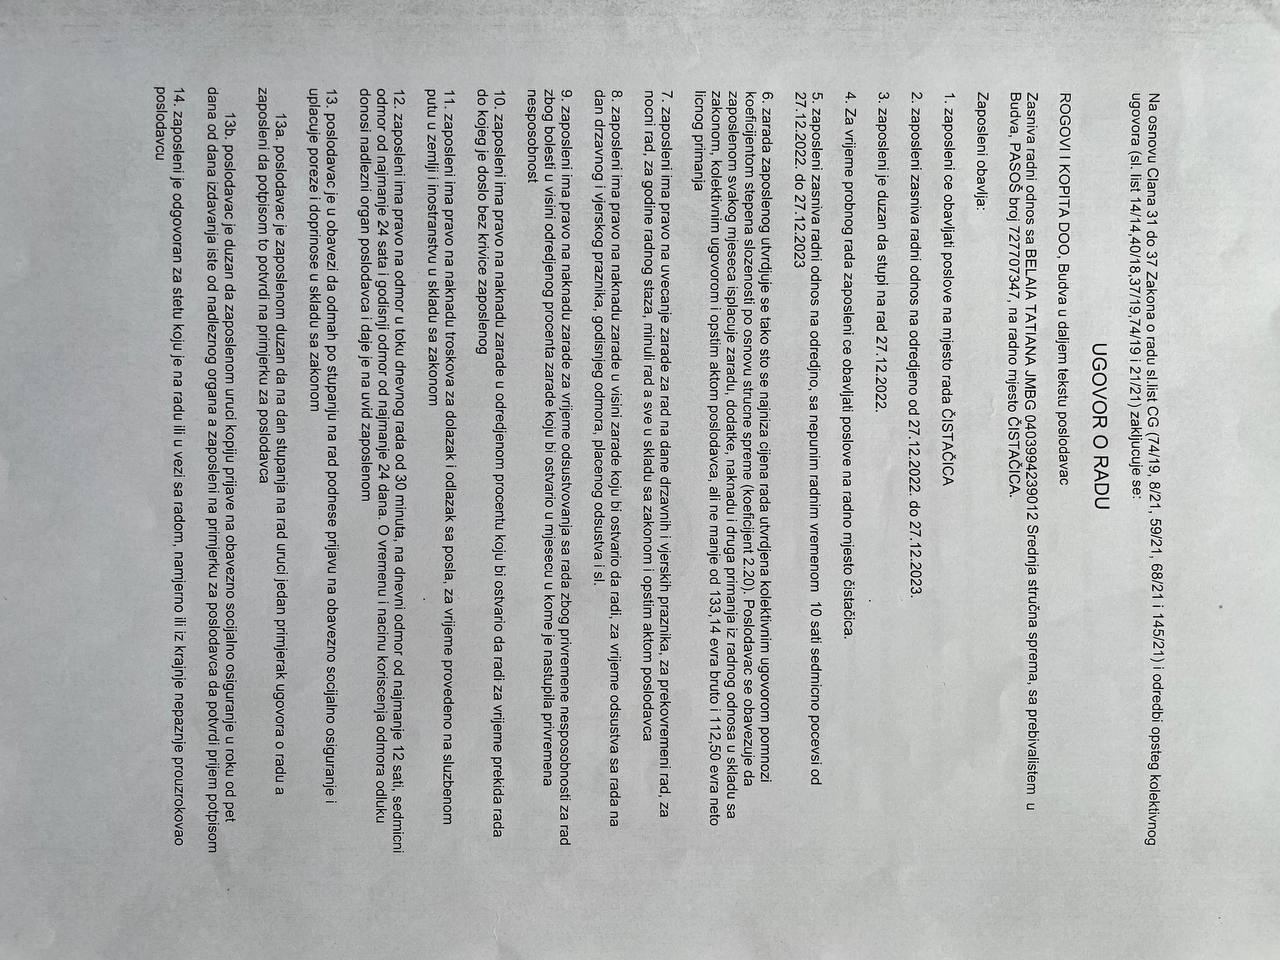 Na osnovu Clana 31 do 37 Zakona o radu sl.list CG (74/19, 8/21, 59/21, 68/21 i 145/21) i odredbi opsteg kolektivnog
ugovora (sl. list 14/14,40/18,37/19,74/19 i 21/21) zakljucuje se:
UGOVOR O RADU
ROGOVI I KOPITA DOO, Budva u daljem tekstu poslodavac
Zasniva radni odnos sa BELAIA TATIANA JMBG 0403994239012 Srednja stručna sprema, sa prebivalistem u
Budva, PASOŠ broj 727707347, na radno mjesto ČISTAČICA
Zaposleni obavlja:
1. zaposleni ce obavljati poslove na mjesto rada ČISTAČICA
2. zaposleni zasniva radni odnos na odredjeno od 27.12.2022. do 27.12.2023.
3. zaposleni je duzan da stupi na rad 27.12.2022.
4. Za vrijeme probnog rada zaposleni ce obavljati poslove na radno mjesto čistačica.
5. zaposleni zasniva radni odnos na odredjno, sa nepunim radnim vremenom 10 sati sedmicno pocevsi od
27.12.2022. do 27.12.2023
6. zarada zaposlenog utvrdjuje se tako sto se najniza cijena rada utvrdjena kolektivnim ugovorom pomnozi
koeficijentom stepena slozenosti po osnovu strucne spreme (koeficijent 2.20). Poslodavac se obavezuje da
zaposlenom svakog mjeseca isplacuje zaradu, dodatke, naknadu i druga primanja iz radnog odnosa u skladu sa
zakonom, kolektivnim ugovorom i opstim aktom poslodavca, ali ne manje od 133,14 evra bruto i 112,50 evra neto
licnog primanja
7. zaposleni ima pravo na uvecanje zarade za rad na dane drzavnih i vjerskih praznika, za prekovremeni rad, za
nocni rad, za godine radnog staza, minuli rad a sve u skladu sa zakonom i opstim aktom poslodavca
8. zaposleni ima pravo na naknadu zarade u visini zarade koju bi ostvario da radi, za vrijeme odsustva sa rada na
dan drzavnog i vjerskog praznika, godisnjeg odmora, placenog odsustva i sl.
9. zaposleni ima pravo na naknadu zarade za vrijeme odsustvovanja sa rada zbog privremene nesposobnosti za rad
zbog bolesti u visini odredjenog procenta zarade koju bi ostvario u mjesecu u kome je nastupila privremena
nesposobnost
10. zaposleni ima pravo na naknadu zarade u odredjenom procentu koju bi ostvario da radi za vrijeme prekida rada
do kojeg je doslo bez krivice zaposlenog
11. zaposleni ima pravo na naknadu troskova za dolazak i odlazak sa posla, za vrijeme provedeno na sluzbenom
putu u zemlji i inostranstvu u skladu sa zakonom
12. zaposleni ima pravo na odmor u toku dnevnog rada od 30 minuta, na dnevni odmor od najmanje 12 sati, sedmicni
odmor od najmanje 24 sata i godisnji odmor od najmanje 24 dana. O vremenu i nacinu koriscenja odmora odluku
donosi nadlezni organ poslodavca i daje je na uvid zaposlenom
13. poslodavac je u obavezi da odmah po stupanju na rad podnese prijavu na obavezno socijalno osiguranje i
uplacuje poreze i doprinose u skladu sa zakonom
13a. poslodavac je zaposlenom duzan da na dan stupanja na rad uruci jedan primjerak ugovora o radu a
zaposleni da potpisom to potvrdi na primjerku za poslodavca
13b. poslodavac je duzan da zaposlenom uruci kopiju prijave na obavezno socijalno osiguranje u roku od pet
dana od dana izdavanja iste od nadleznog organa a zaposleni na primjerku za poslodavca da potvrdi prijem potpisom
14. zaposleni je odgovoran za stetu koju je na radu ili u vezi sa radom, namjerno ili iz krajnje nepaznje prouzrokovao
poslodavcu